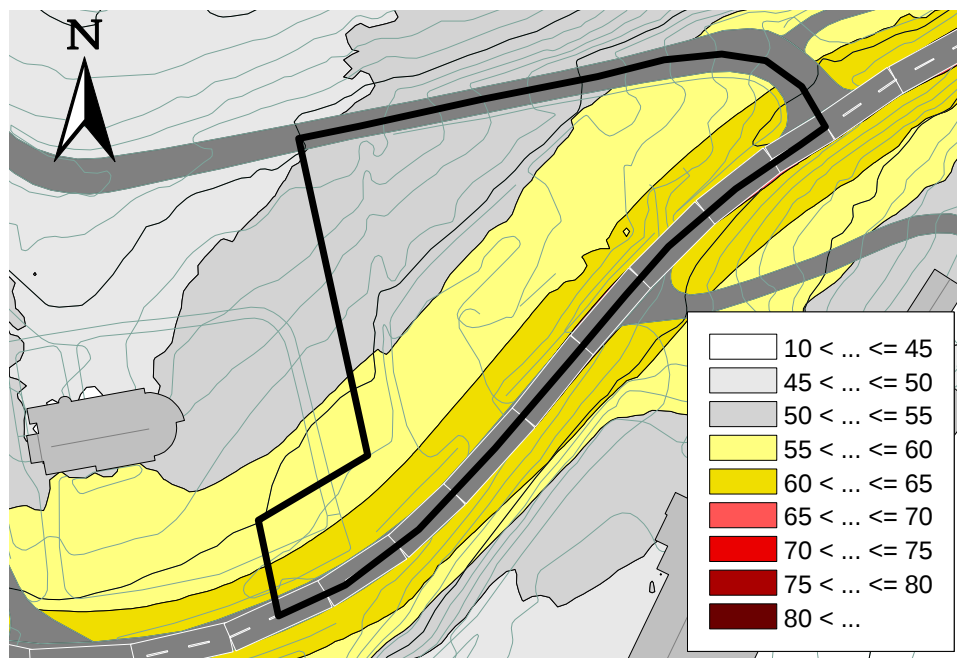 N
10 < ... <= 45
45 < ... <= 50
50 < ... <= 55
55 < ... <= 60
60 < ... <= 65
65 < ... <= 70
70 < ... <= 75
75 < ... <= 80
80 < ...